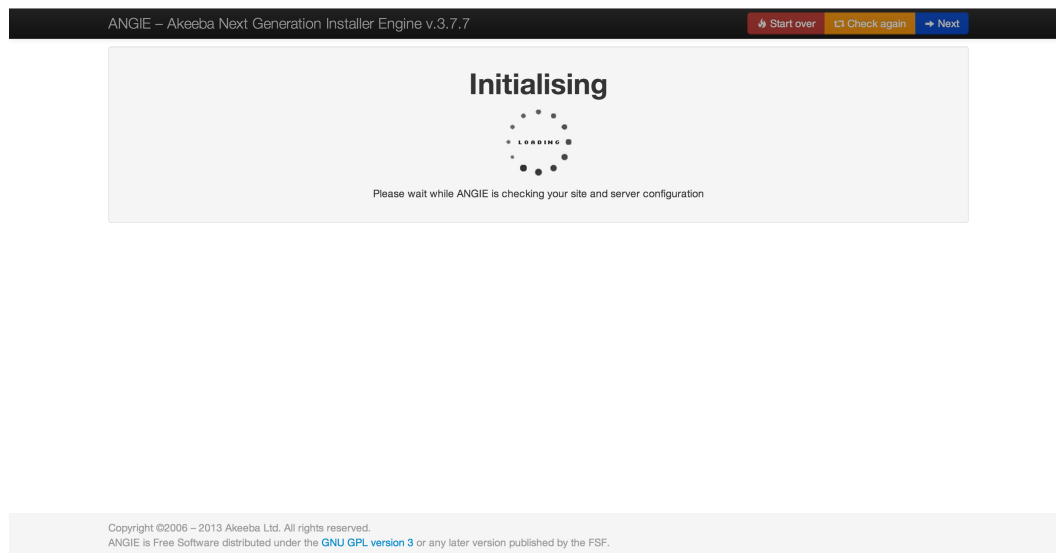 ANGIE – Akeeba Next Generation Installer Engine v.3.7.7
Start over
Check again
Next
Initialising
LOADING
Please wait while ANGIE is checking your site and server configuration
Copyright ©2006 – 2013 Akeeba Ltd. All rights reserved.
ANGIE is Free Software distributed under the GNU GPL version 3 or any later version published by the FSF.